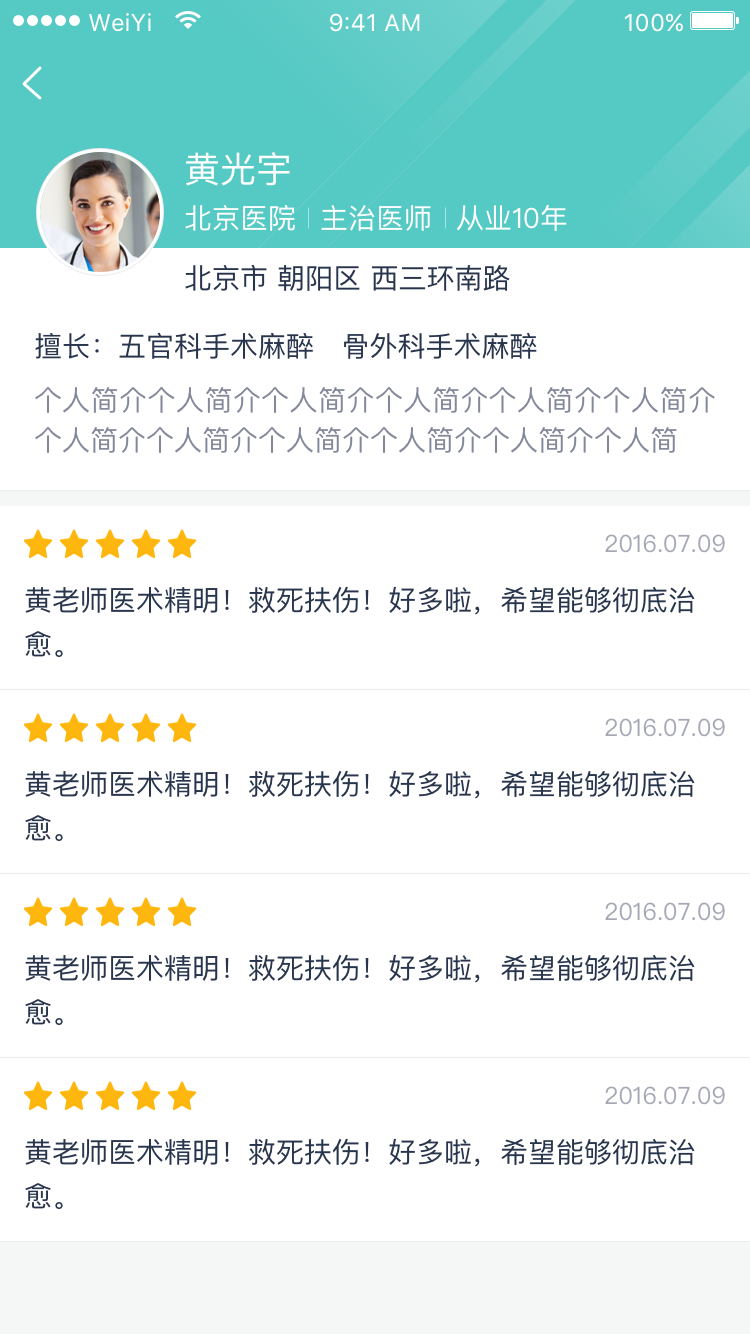 WeiYi 9:41 AM 100%
黄光宇
北京医院 主治医师 从业10年
北京市 朝阳区 西三环南路
擅长：五官科手术麻醉 骨外科手术麻醉
个人简介个人简介个人简介个人简介个人简介个人简介
个人简介个人简介个人简介个人简介个人简介个人简
2016.07.09
黄老师医术精明！救死扶伤！好多啦，希望能够彻底治
愈。
2016.07.09
黄老师医术精明！救死扶伤！好多啦，希望能够彻底治
愈。
2016.07.09
黄老师医术精明！救死扶伤！好多啦，希望能够彻底治
愈。
2016.07.09
黄老师医术精明！救死扶伤！好多啦，希望能够彻底治
愈。